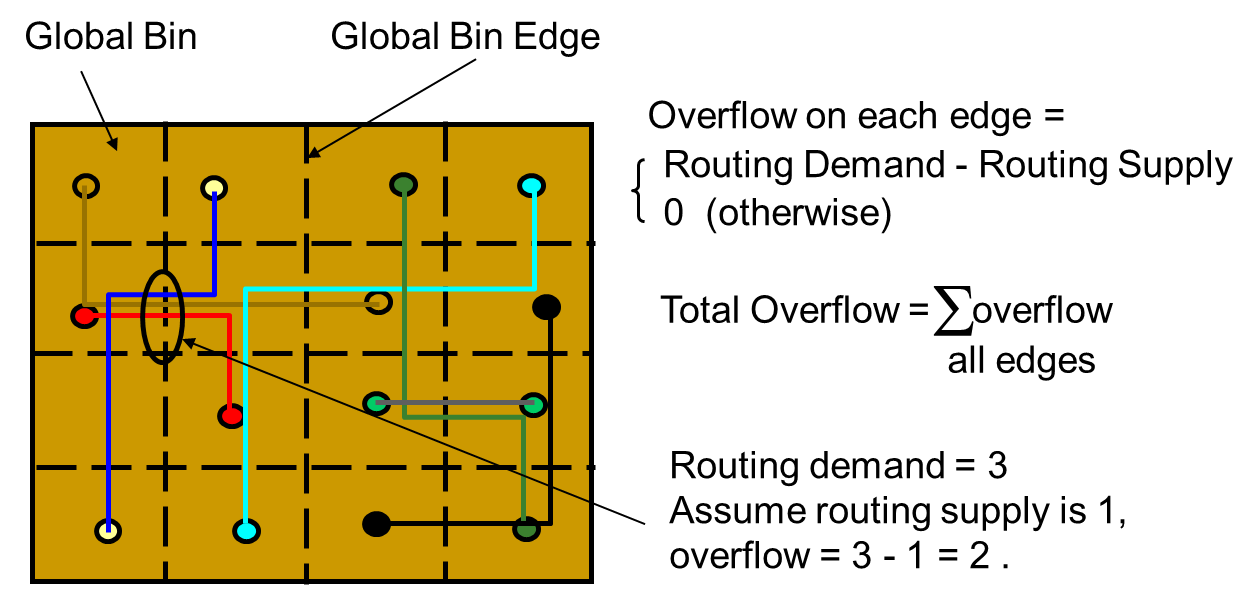 Global Bin
Global Bin Edge
Overflow on each edge =
Routing Demand - Routing Supply
0 (otherwise)
Total Overflow = ∑overflow
all edges
Routing demand = 3
Assume routing supply is 1,
overflow = 3 - 1 = 2 .